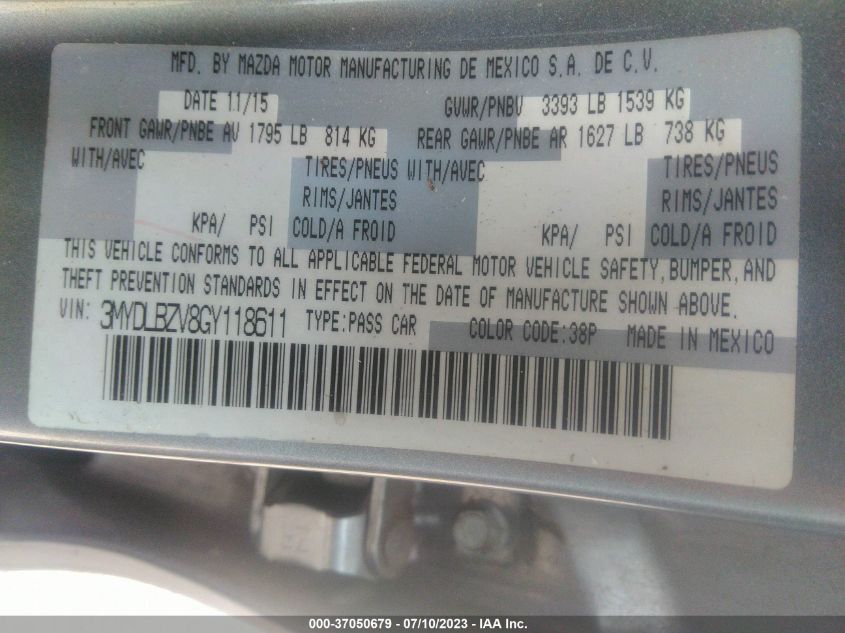 MFD. BY MAZDA MOTOR MANUFACTURING DE MEXICO S.A. DE C.V.
DATE 11/15 GVWR/PNBV 3393 LB 1539 KG
FRONT GAWR/PNBE AV 1795 LB 814 KG REAR GAWR/PNBE AR 1627 LB 738 KG
WITH/AVEC TIRES/PNEUS WITH/AVEC TIRES/PNEUS
RIMS/JANTES RIMS/JANTES
KPA/ PSI COLD/A FROID KPA/ PSI COLD/A FROID
THIS VEHICLE CONFORMS TO ALL APPLICABLE FEDERAL MOTOR VEHICLE SAFETY, BUMPER, AND
THEFT PREVENTION STANDARDS IN EFFECT ON THE DATE OF MANUFACTURE SHOWN ABOVE.
VIN: 3MYDLBZV8GY118611 TYPE:PASS CAR COLOR CODE:38P MADE IN MEXICO
000-37050679 - 07/10/2023 - IAA Inc.